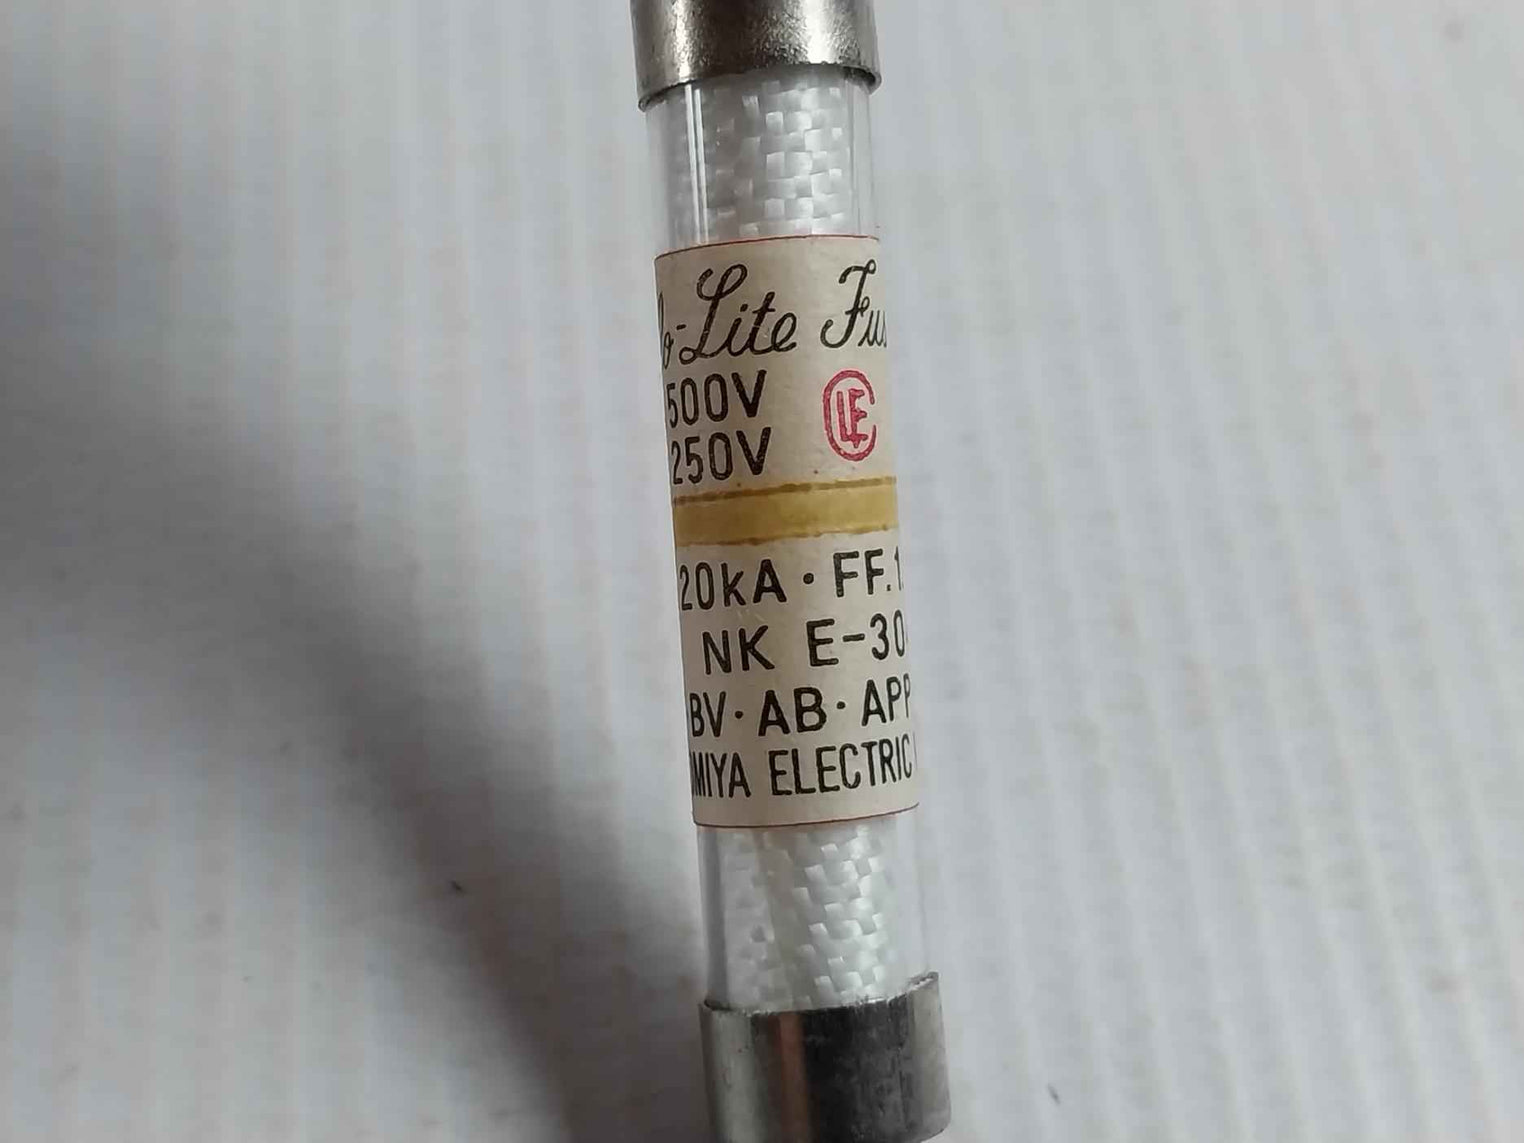 -Lite Fus
500V
250V
20kA · FF.1
NK E-30
BV · AB · APP
MIYA ELECTRIC